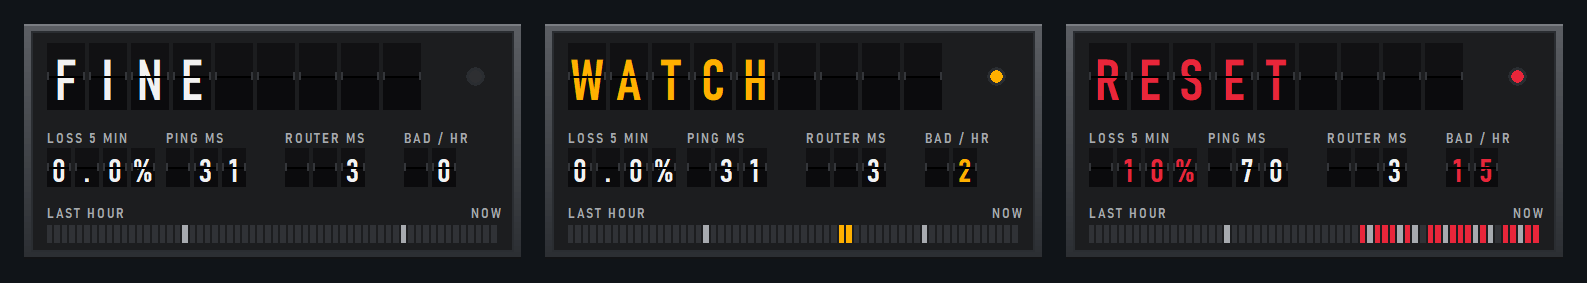 FINE
LOSS 5 MIN PING MS ROUTER MS BAD / HR
0.0% 31 3 0
LAST HOUR NOW
WATCH
LOSS 5 MIN PING MS ROUTER MS BAD / HR
0.0% 31 3 2
LAST HOUR NOW
RESET
LOSS 5 MIN PING MS ROUTER MS BAD / HR
10% 70 3 15
LAST HOUR NOW